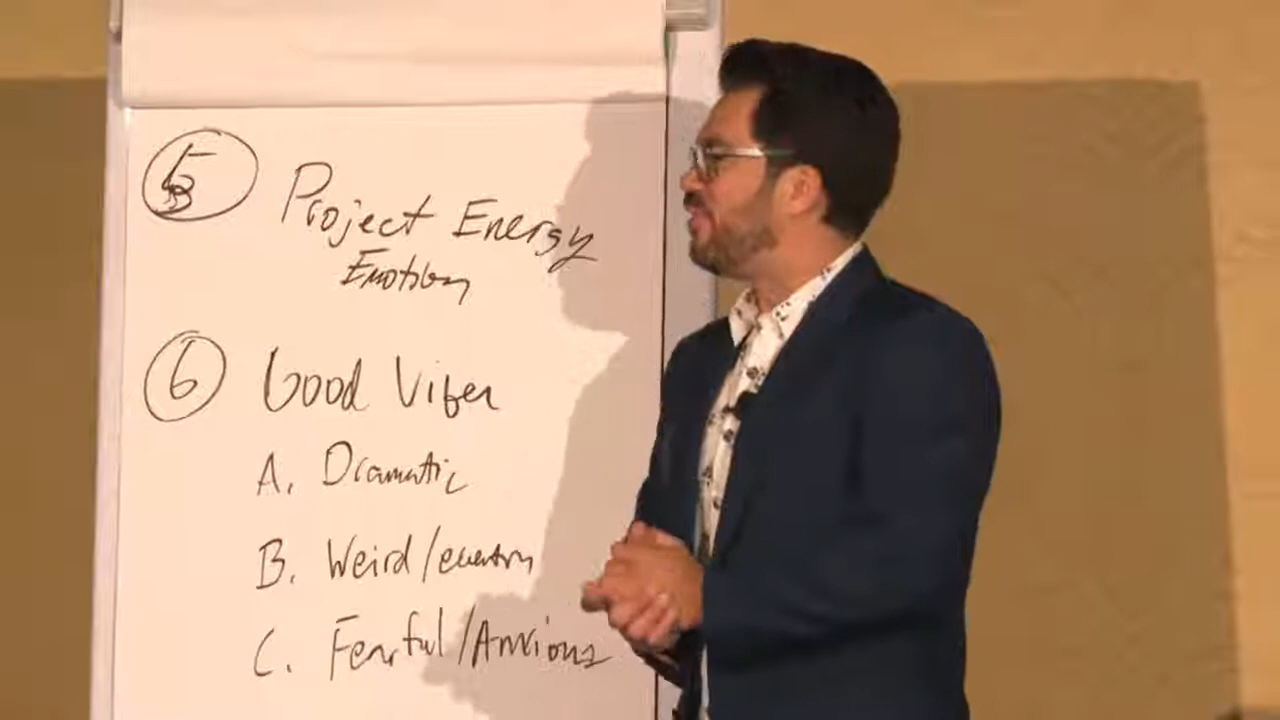 5 Project Energy
Emotion
6 Good Vibes
A. Dramatic
B. Weird/
C. Fearful/Anxious